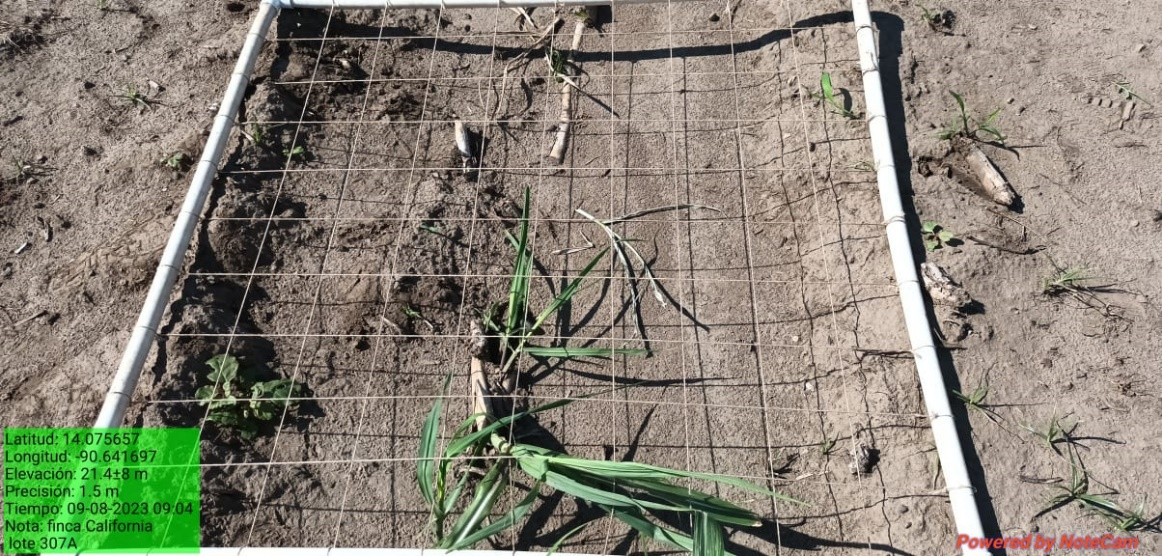 Latitud: 14.075657
Longitud: -90.641697
Elevación: 21.4±8 m
Precisión: 1.5 m
Tiempo: 09-08-2023 09:04
Nota: finca California
lote 307A
Powered by NoteCam